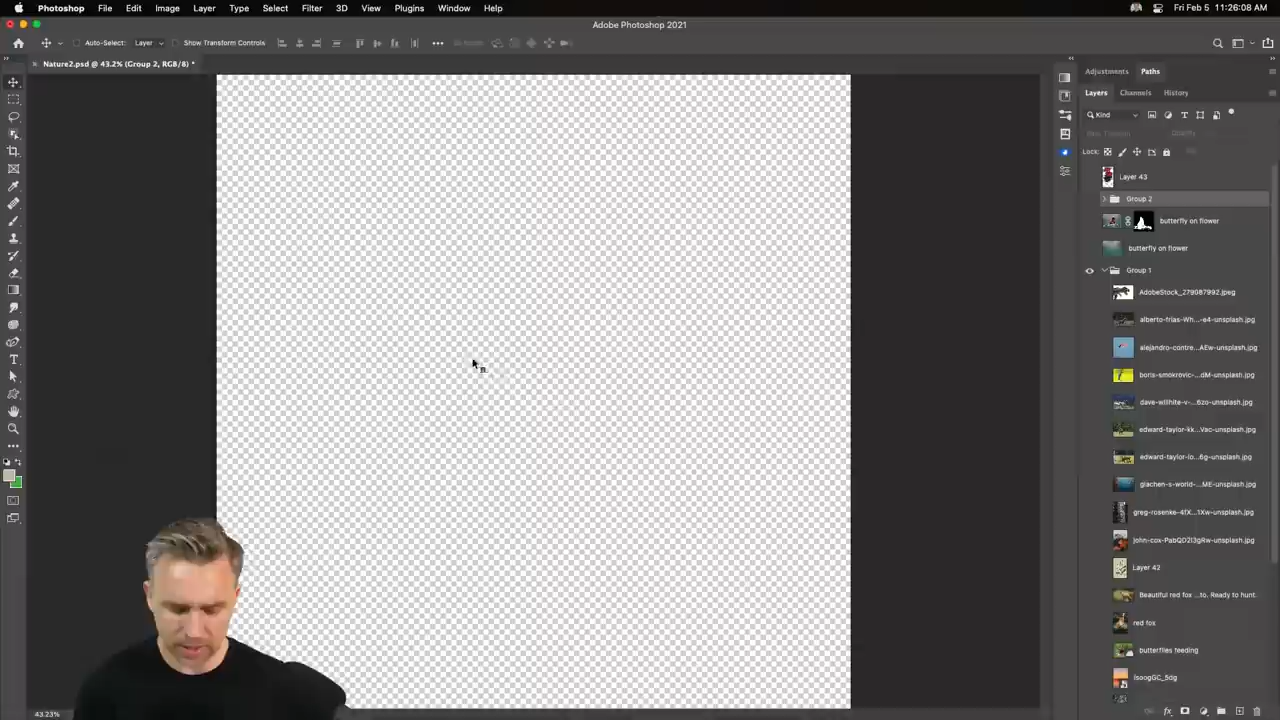 Photoshop File Edit Image Layer Type Select Filter 3D View Plugins Window Help Fri Feb 5 11:26:08 AM
Adobe Photoshop 2021
Auto-Select: Layer Show Transform Controls
Nature2.psd @ 43.2% (Group 2, RGB/8) *
Adjustments Paths
Layers Channels History
Kind
Opacity
Lock:
Layer 43
Group 2
butterfly on flower
butterfly on flower
Group 1
AdobeStock_279087992.jpeg
alberto-frias-Wh...-e4-unsplash.jpg
alejandro-contre...AEw-unsplash.jpg
boris-smokrovic-...dM-unsplash.jpg
dave-willhite-v-...6zo-unsplash.jpg
edward-taylor-kk...Vac-unsplash.jpg
edward-taylor-lo...6g-unsplash.jpg
glachen-s-world-...ME-unsplash.jpg
greg-rosenke-4fX...1Xw-unsplash.jpg
john-cox-PabQD2l3gRw-unsplash.jpg
Layer 42
Beautiful red fox ...to. Ready to hunt.
red fox
butterflies feeding
isoogGC_5dg
43.23%